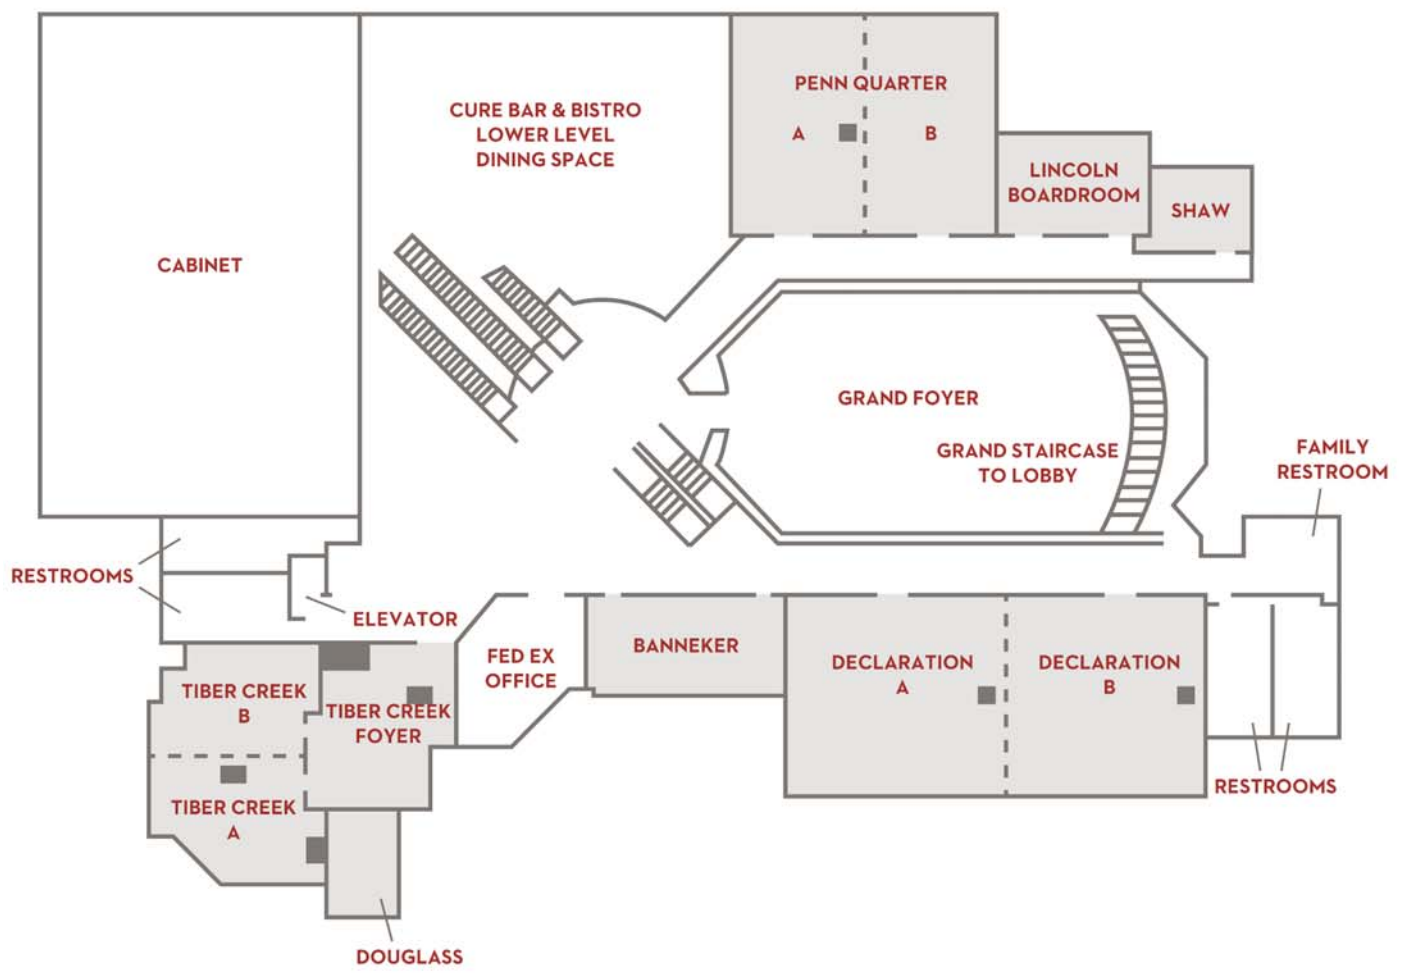 PENN QUARTER
A
B
CURE BAR & BISTRO
LOWER LEVEL
DINING SPACE
LINCOLN
BOARDROOM
SHAW
CABINET
GRAND FOYER
GRAND STAIRCASE
TO LOBBY
FAMILY
RESTROOM
RESTROOMS
ELEVATOR
FED EX
OFFICE
BANNEKER
DECLARATION
A
DECLARATION
B
TIBER CREEK
B
TIBER CREEK
FOYER
TIBER CREEK
A
RESTROOMS
DOUGLASS